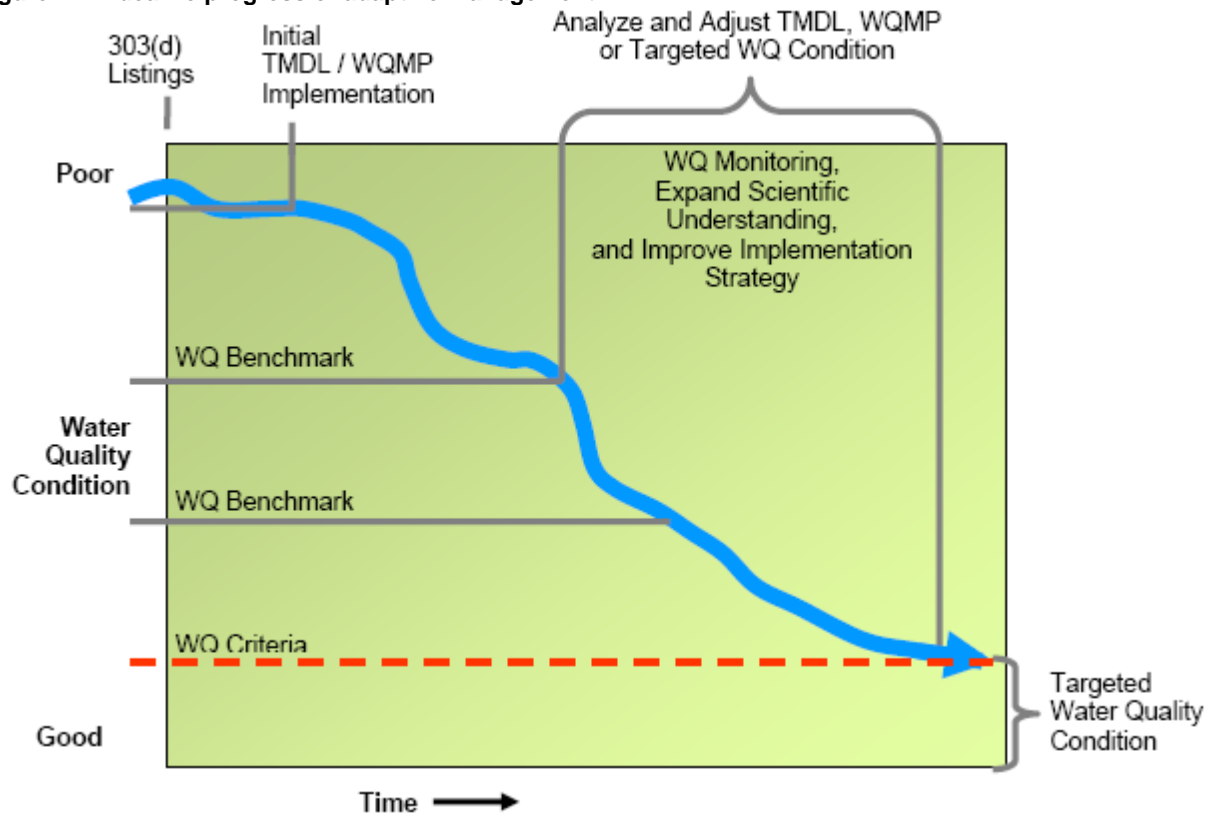 303(d)
Listings
Initial
TMDL / WQMP
Implementation
Analyze and Adjust TMDL, WQMP
or Targeted WQ Condition
Poor
WQ Monitoring,
Expand Scientific
Understanding,
and Improve Implementation
Strategy
WQ Benchmark
Water
Quality
Condition
WQ Benchmark
WQ Criteria
Good
Targeted
Water Quality
Condition
Time